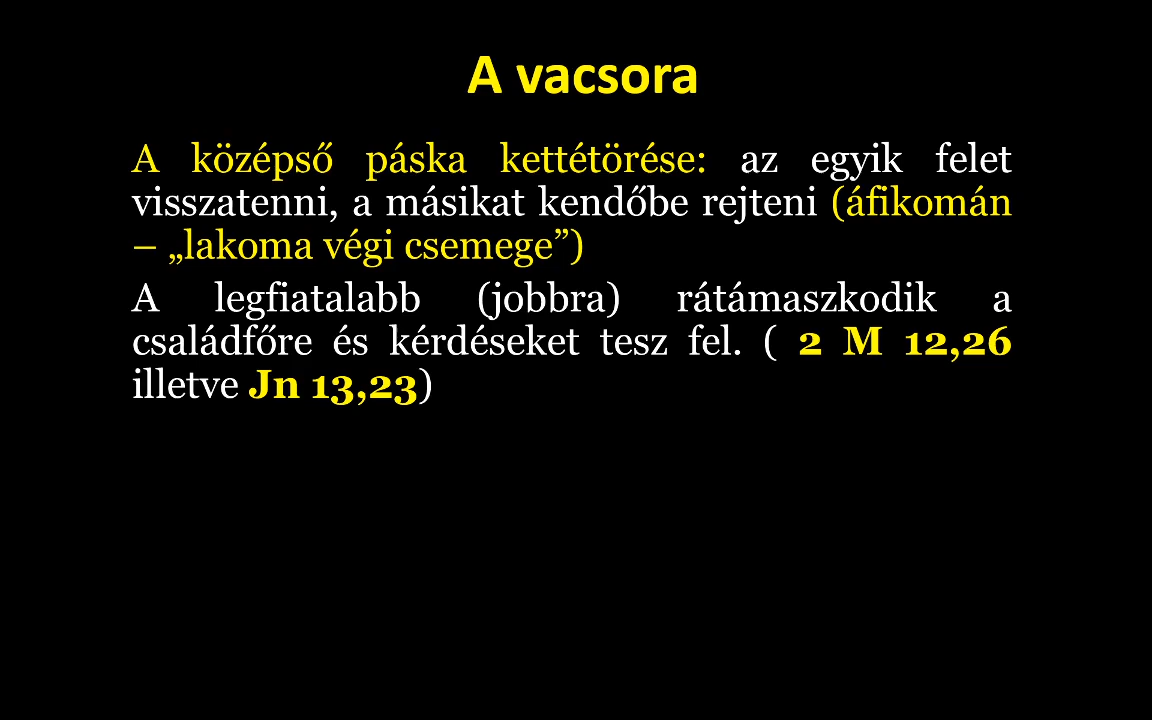 A vacsora
A középső páska kettétörése: az egyik felet
visszatenni, a másikat kendőbe rejteni (áfikomán
– „lakoma végi csemege”)
A legfiatalabb (jobbra) rátámaszkodik a
családfőre és kérdéseket tesz fel. ( 2 M 12,26
illetve Jn 13,23)